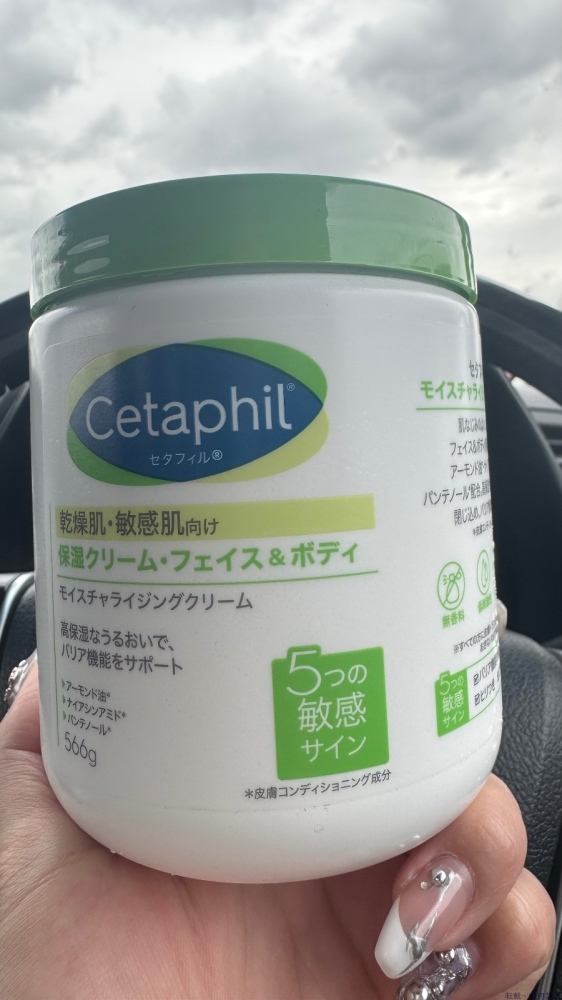 Cetaphil®
セタフィル®
乾燥肌・敏感肌向け
保湿クリーム・フェイス&ボディ
モイスチャライジングクリーム
高保湿なうるおいで、
バリア機能をサポート
アーモンド油*
ナイアシンアミド*
パンテノール*
566g
5つの
敏感
サイン
*皮膚コンディショニング成分
モイスチャライ
フェイス&ボデ
アーモンド油*
パンテノール*配合。
無香料
5つの
敏感
サイン